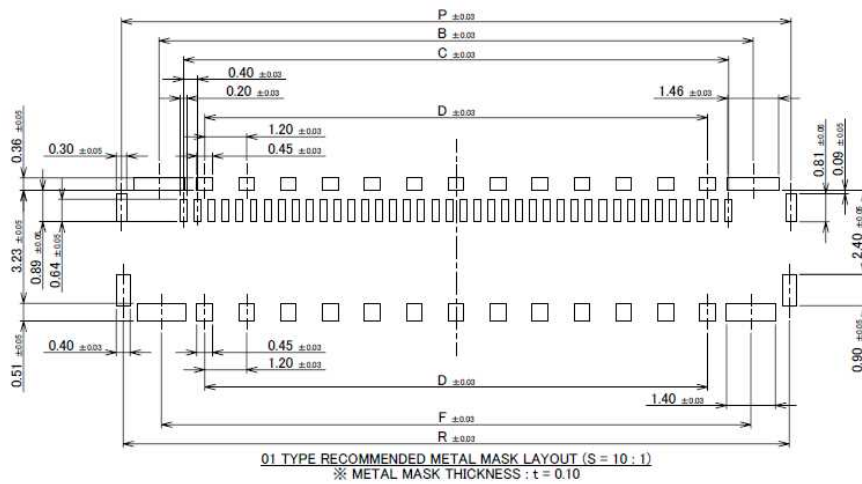 P ±0.03
B ±0.03
C ±0.03
0.40 ±0.03
0.20 ±0.03
1.46 ±0.03
D ±0.03
1.20 ±0.03
0.45 ±0.03
0.36 ±0.05
0.30 ±0.05
0.81 ±0.06
0.09 ±0.05
3.23 ±0.05
0.89 ±0.06
0.64 ±0.05
2.40 ±0.05
0.51 ±0.05
0.40 ±0.03
0.45 ±0.03
1.20 ±0.03
0.90 ±0.05
D ±0.03
1.40 ±0.03
F ±0.03
R ±0.03
01 TYPE RECOMMENDED METAL MASK LAYOUT (S = 10 : 1)
※ METAL MASK THICKNESS : t = 0.10